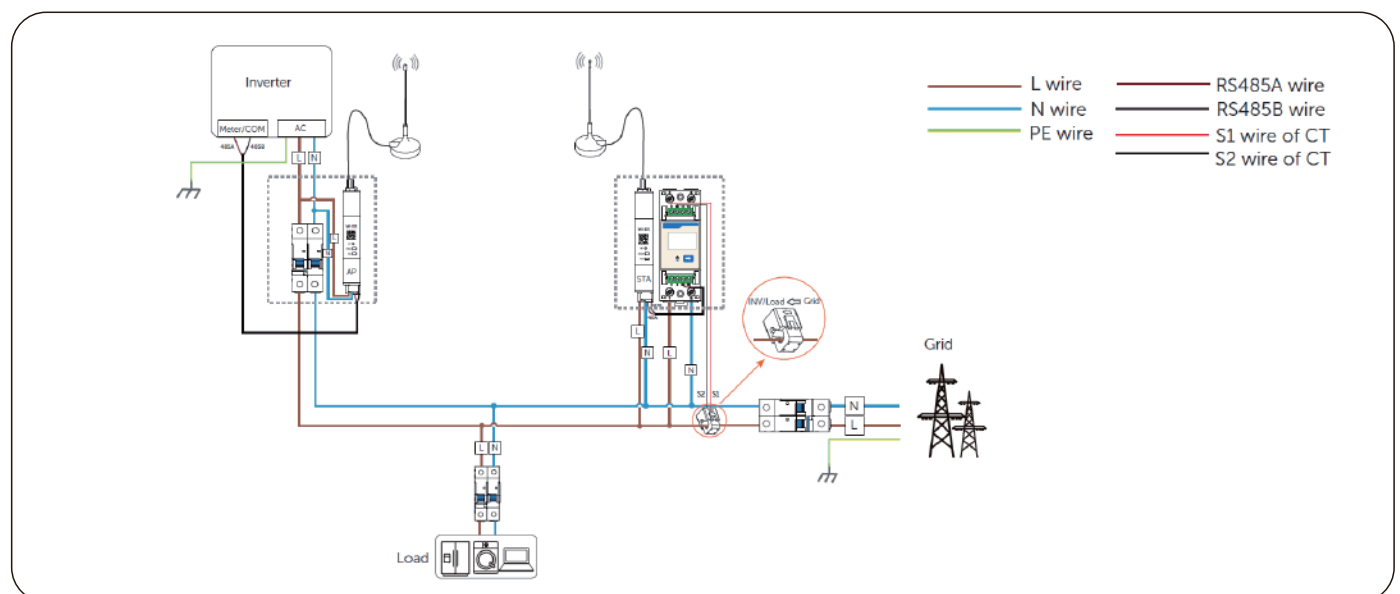 Inverter
Meter/COM
AC
485A
485B
L
N
L
N
AP
STA
L
N
L
N
S2
S1
INV/Load
Grid
Grid
N
L
L
N
Load
L wire
N wire
PE wire
RS485A wire
RS485B wire
S1 wire of CT
S2 wire of CT